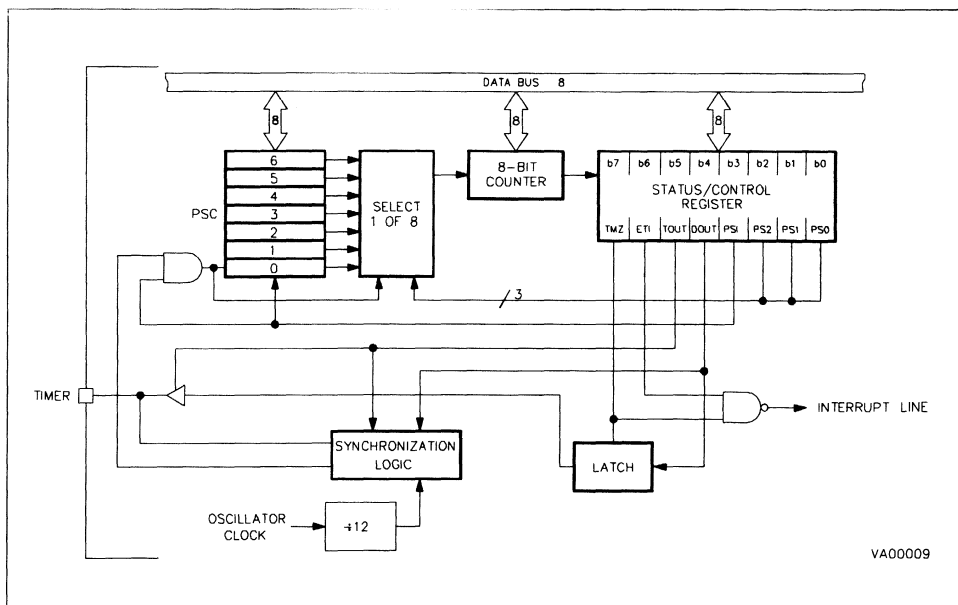 DATA BUS 8
8 8 8
6
5
4
3
2
1
0
PSC
SELECT
1 OF 8
8-BIT
COUNTER
b7 b6 b5 b4 b3 b2 b1 b0
STATUS/CONTROL
REGISTER
TMZ ETI TOUT DOUT PSI PS2 PS1 PS0
3
TIMER
SYNCHRONIZATION
LOGIC
LATCH
INTERRUPT LINE
OSCILLATOR
CLOCK
÷12
VA00009